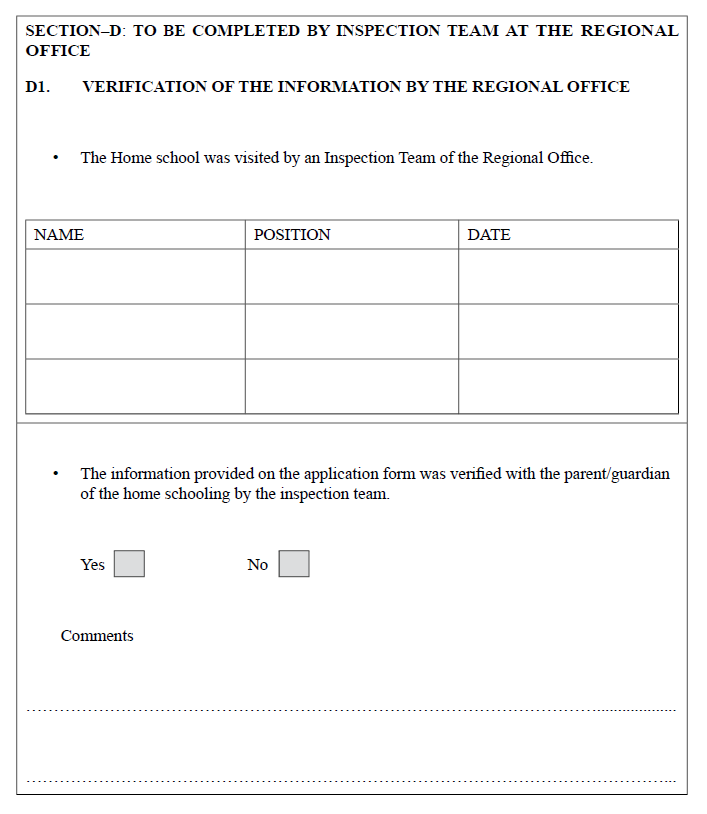 SECTION–D: TO BE COMPLETED BY INSPECTION TEAM AT THE REGIONAL
OFFICE
D1. VERIFICATION OF THE INFORMATION BY THE REGIONAL OFFICE
• The Home school was visited by an Inspection Team of the Regional Office.
NAME POSITION DATE
• The information provided on the application form was verified with the parent/guardian
of the home schooling by the inspection team.
Yes No
Comments